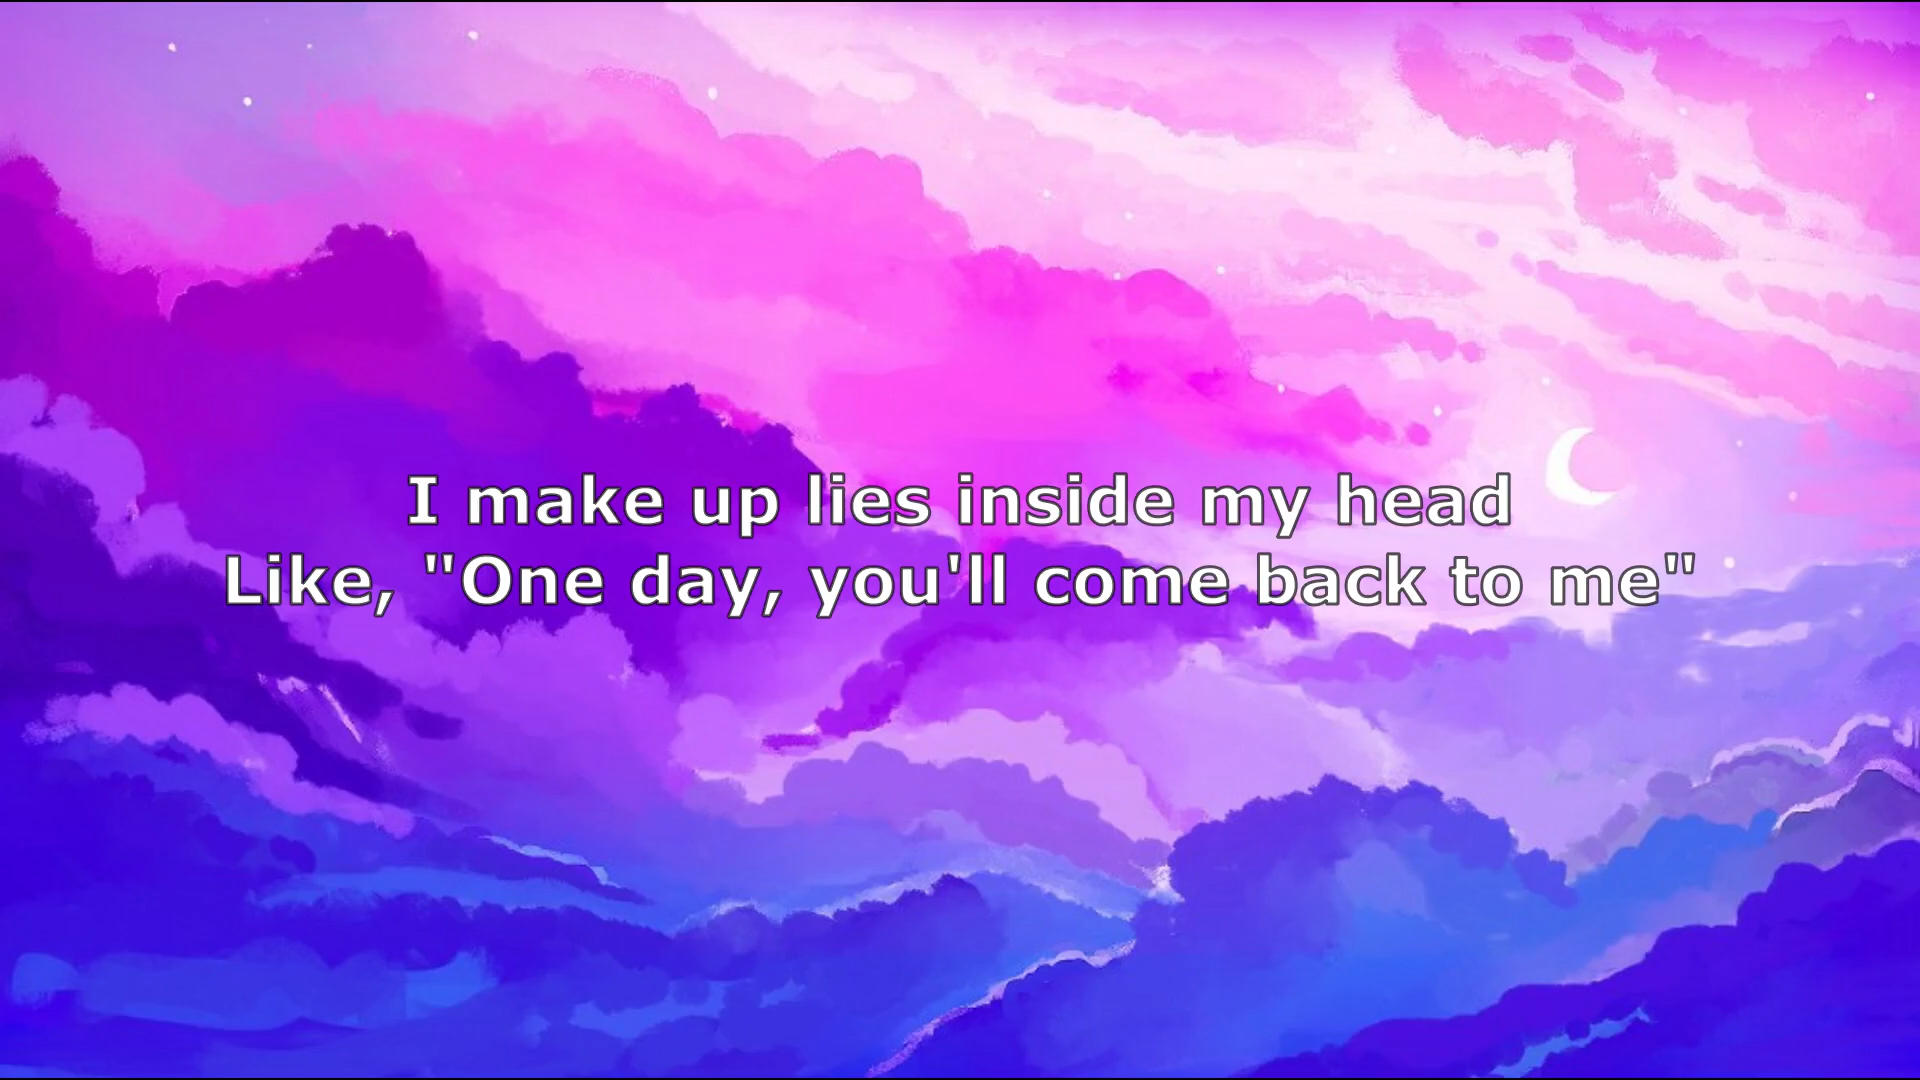 I make up lies inside my head
Like, "One day, you'll come back to me"